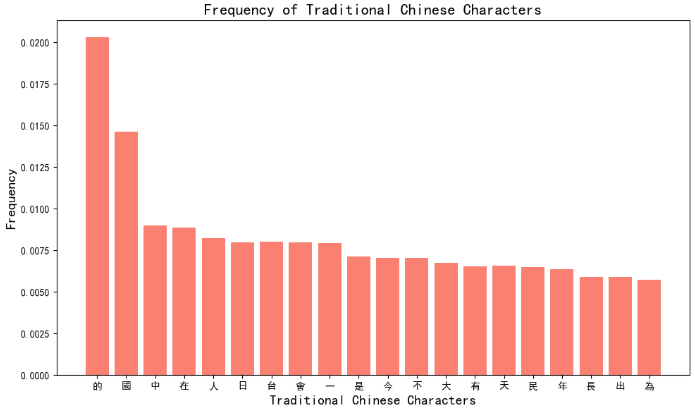 Frequency of Traditional Chinese Characters
Frequency
0.0200
0.0175
0.0150
0.0125
0.0100
0.0075
0.0050
0.0025
0.0000
的 國 中 在 人 日 台 會 一 是 今 不 大 有 天 民 年 長 出 為
Traditional Chinese Characters